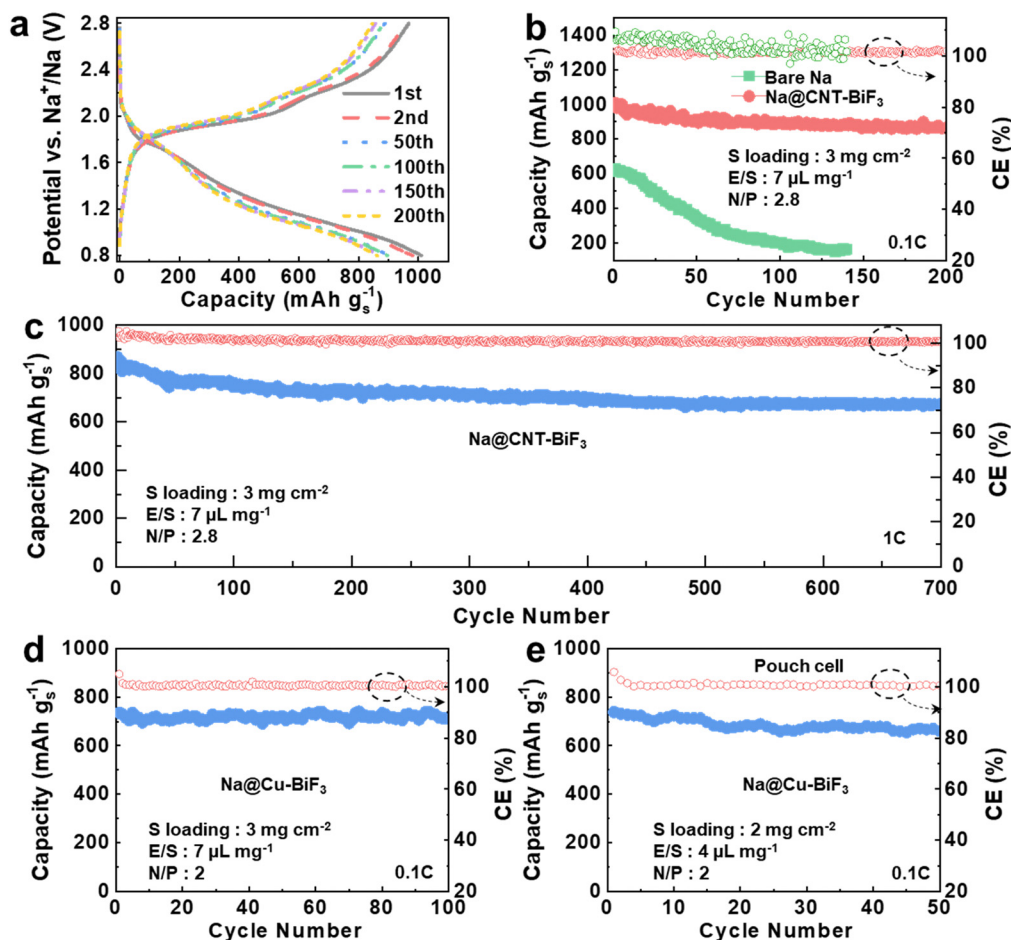 a
Potential vs. Na⁺/Na (V)
2.8
2.4
2.0
1.6
1.2
0.8
1st
2nd
50th
100th
150th
200th
0 200 400 600 800 1000
Capacity (mAh gₛ⁻¹)
b
Capacity (mAh gₛ⁻¹)
1400
1200
1000
800
600
400
200
Bare Na
Na@CNT-BiF₃
S loading : 3 mg cm⁻²
E/S : 7 μL mg⁻¹
N/P : 2.8
0.1C
100
80
60
40
20
CE (%)
0 50 100 150 200
Cycle Number
c
Capacity (mAh gₛ⁻¹)
1000
800
600
400
200
0
Na@CNT-BiF₃
S loading : 3 mg cm⁻²
E/S : 7 μL mg⁻¹
N/P : 2.8
1C
100
80
60
40
20
0
CE (%)
0 100 200 300 400 500 600 700
Cycle Number
d
Capacity (mAh gₛ⁻¹)
1000
800
600
400
200
0
Na@Cu-BiF₃
S loading : 3 mg cm⁻²
E/S : 7 μL mg⁻¹
N/P : 2
0.1C
100
80
60
40
20
CE (%)
0 20 40 60 80 100
Cycle Number
e
Capacity (mAh gₛ⁻¹)
1000
800
600
400
200
0
Pouch cell
Na@Cu-BiF₃
S loading : 2 mg cm⁻²
E/S : 4 μL mg⁻¹
N/P : 2
0.1C
100
80
60
40
20
CE (%)
0 10 20 30 40 50
Cycle Number